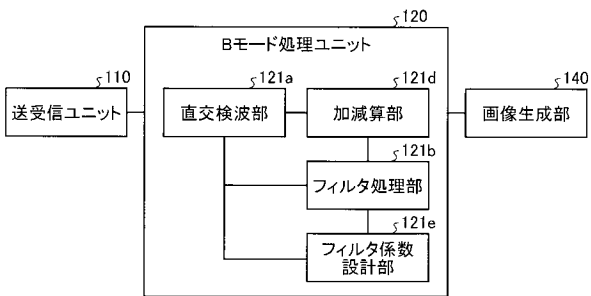 120
Bモード処理ユニット
110
送受信ユニット
121a
直交検波部
121d
加減算部
140
画像生成部
121b
フィルタ処理部
121e
フィルタ係数
設計部